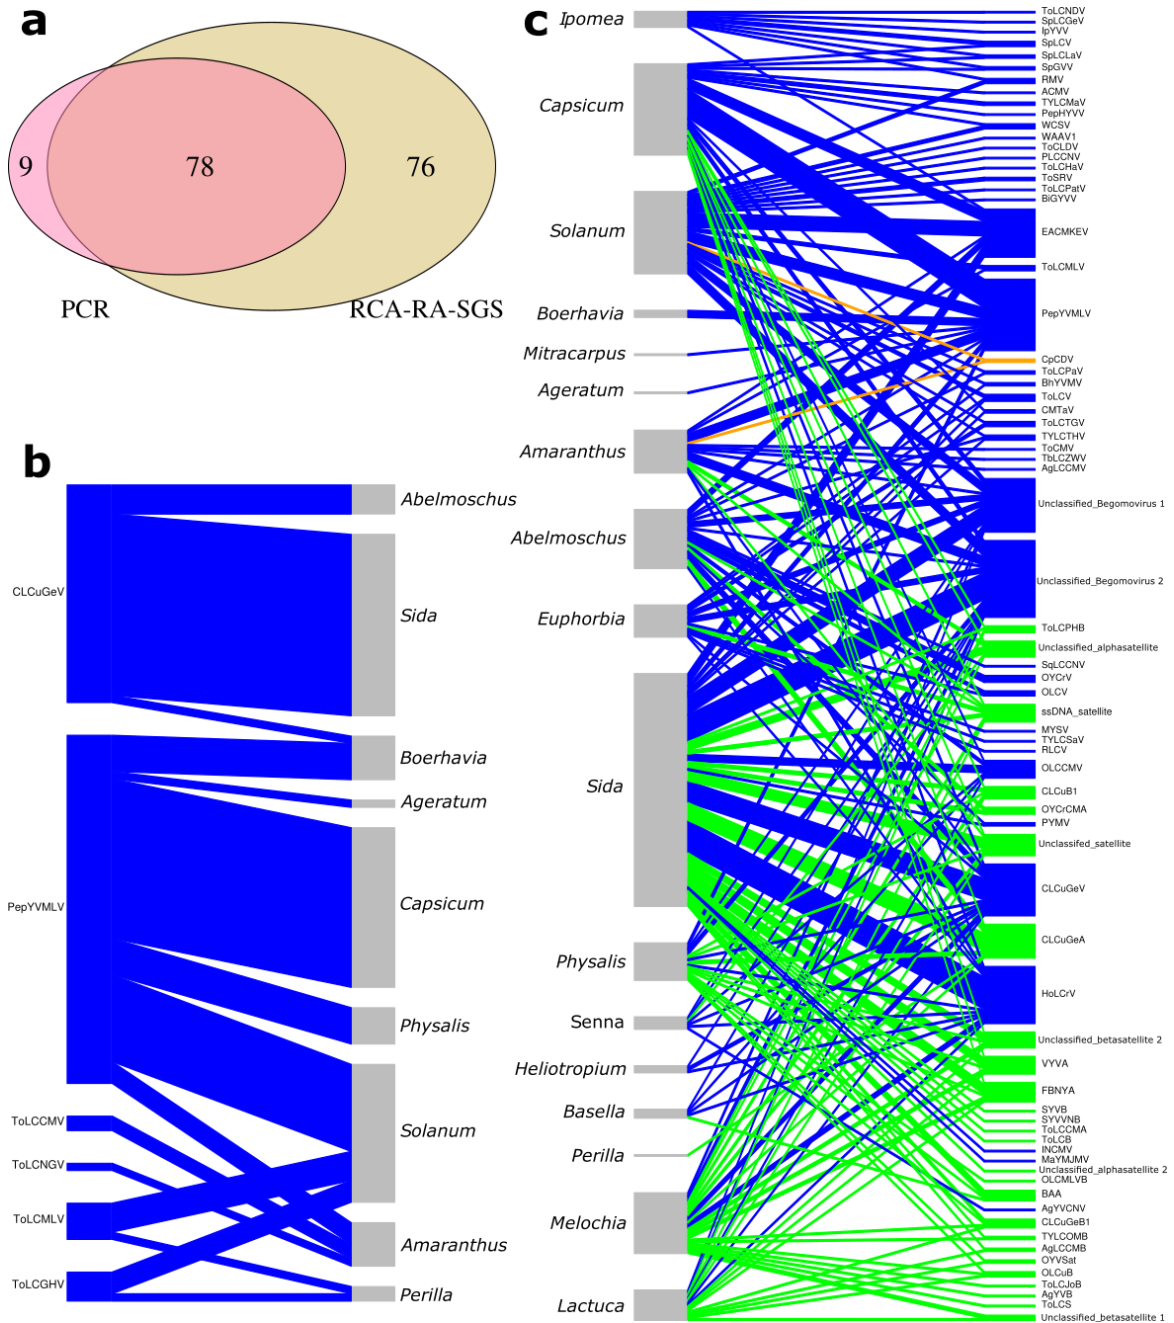 a
9
78
76
PCR
RCA-RA-SGS
b
CLCuGeV
PepYVMLV
ToLCCMV
ToLCNGV
ToLCMLV
ToLCGHV
Abelmoschus
Sida
Boerhavia
Ageratum
Capsicum
Physalis
Solanum
Amaranthus
Perilla
c
Ipomea
Capsicum
Solanum
Boerhavia
Mitracarpus
Ageratum
Amaranthus
Abelmoschus
Euphorbia
Sida
Physalis
Senna
Heliotropium
Basella
Perilla
Melochia
Lactuca
ToLCNDV
SpLCGeV
IpYVV
SpLCV
SpLCLaV
SpGVV
RMV
ACMV
TYLCMaV
PepHYVV
WCSV
WAAV1
ToCLDV
PLCCNV
ToLCHaV
ToSRV
ToLCPatV
BiGYVV
EACMKEV
ToLCMLV
PepYVMLV
CpCDV
ToLCPaV
BhYVMV
ToLCV
CMTaV
ToLCTGV
TYLCTHV
ToCMV
TbLCZWV
AgLCCMV
Unclassified_Begomovirus 1
Unclassified_Begomovirus 2
ToLCPHB
Unclassified_alphasatellite
SqLCCNV
OYCrV
OLCV
ssDNA_satellite
MYSV
TYLCSaV
RLCV
OLCCMV
CLCuB1
OYCrCMA
PYMV
Unclassifed_satellite
CLCuGeV
CLCuGeA
HoLCrV
Unclassified_betasatellite 2
VYVA
FBNYA
SYVB
SYVVNB
ToLCCMA
ToLCB
INCMV
MaYMJMV
Unclassified_alphasatellite 2
OLCMLVB
BAA
AgYVCNV
CLCuGeB1
TYLCOMB
AgLCCMB
OYVSat
OLCuB
ToLCJoB
AgYVB
ToLCS
Unclassified_betasatellite 1